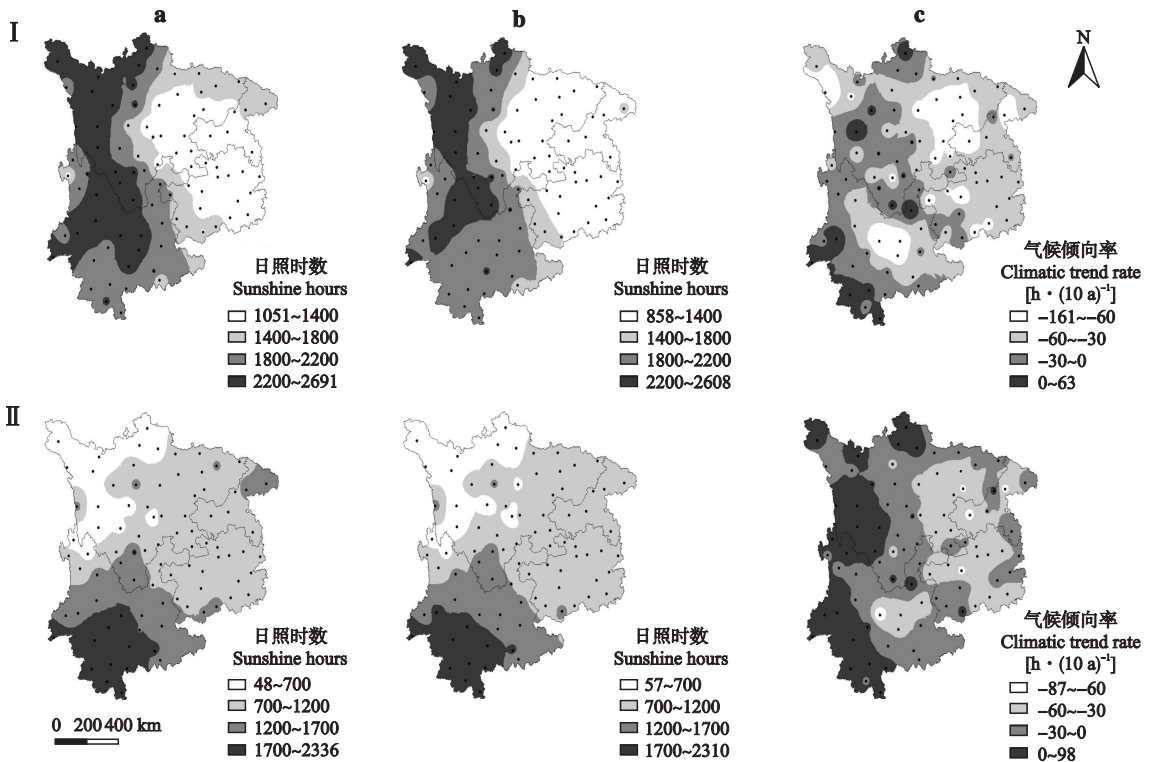 a
b
c
Ⅰ
N
日照时数
Sunshine hours
1051~1400
1400~1800
1800~2200
2200~2691
日照时数
Sunshine hours
858~1400
1400~1800
1800~2200
2200~2608
气候倾向率
Climatic trend rate
[h·(10 a)⁻¹]
-161~-60
-60~-30
-30~0
0~63
Ⅱ
日照时数
Sunshine hours
48~700
700~1200
1200~1700
1700~2336
0 200 400 km
日照时数
Sunshine hours
57~700
700~1200
1200~1700
1700~2310
气候倾向率
Climatic trend rate
[h·(10 a)⁻¹]
-87~-60
-60~-30
-30~0
0~98